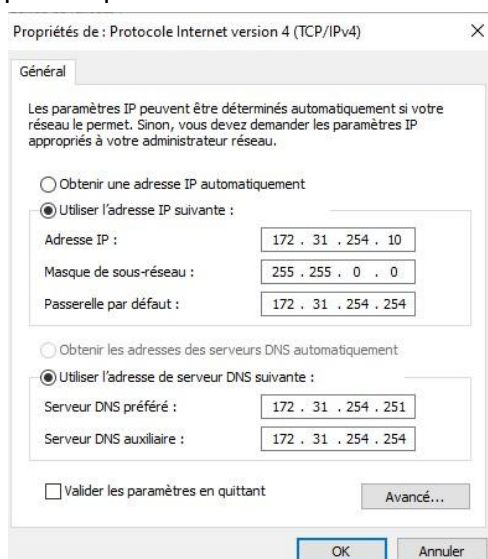 Propriétés de : Protocole Internet version 4 (TCP/IPv4)
Général
Les paramètres IP peuvent être déterminés automatiquement si votre
réseau le permet. Sinon, vous devez demander les paramètres IP
appropriés à votre administrateur réseau.
Obtenir une adresse IP automatiquement
Utiliser l'adresse IP suivante :
Adresse IP : 172 . 31 . 254 . 10
Masque de sous-réseau : 255 . 255 . 0 . 0
Passerelle par défaut : 172 . 31 . 254 . 254
Obtenir les adresses des serveurs DNS automatiquement
Utiliser l'adresse de serveur DNS suivante :
Serveur DNS préféré : 172 . 31 . 254 . 251
Serveur DNS auxiliaire : 172 . 31 . 254 . 254
Valider les paramètres en quittant Avancé...
OK Annuler